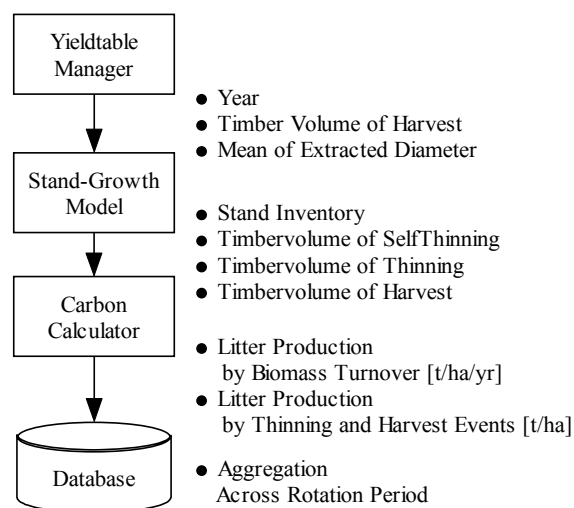 Yieldtable
Manager
● Year
● Timber Volume of Harvest
● Mean of Extracted Diameter
Stand-Growth
Model
● Stand Inventory
● Timbervolume of SelfThinning
● Timbervolume of Thinning
● Timbervolume of Harvest
Carbon
Calculator
● Litter Production
by Biomass Turnover [t/ha/yr]
● Litter Production
by Thinning and Harvest Events [t/ha]
Database
● Aggregation
Across Rotation Period